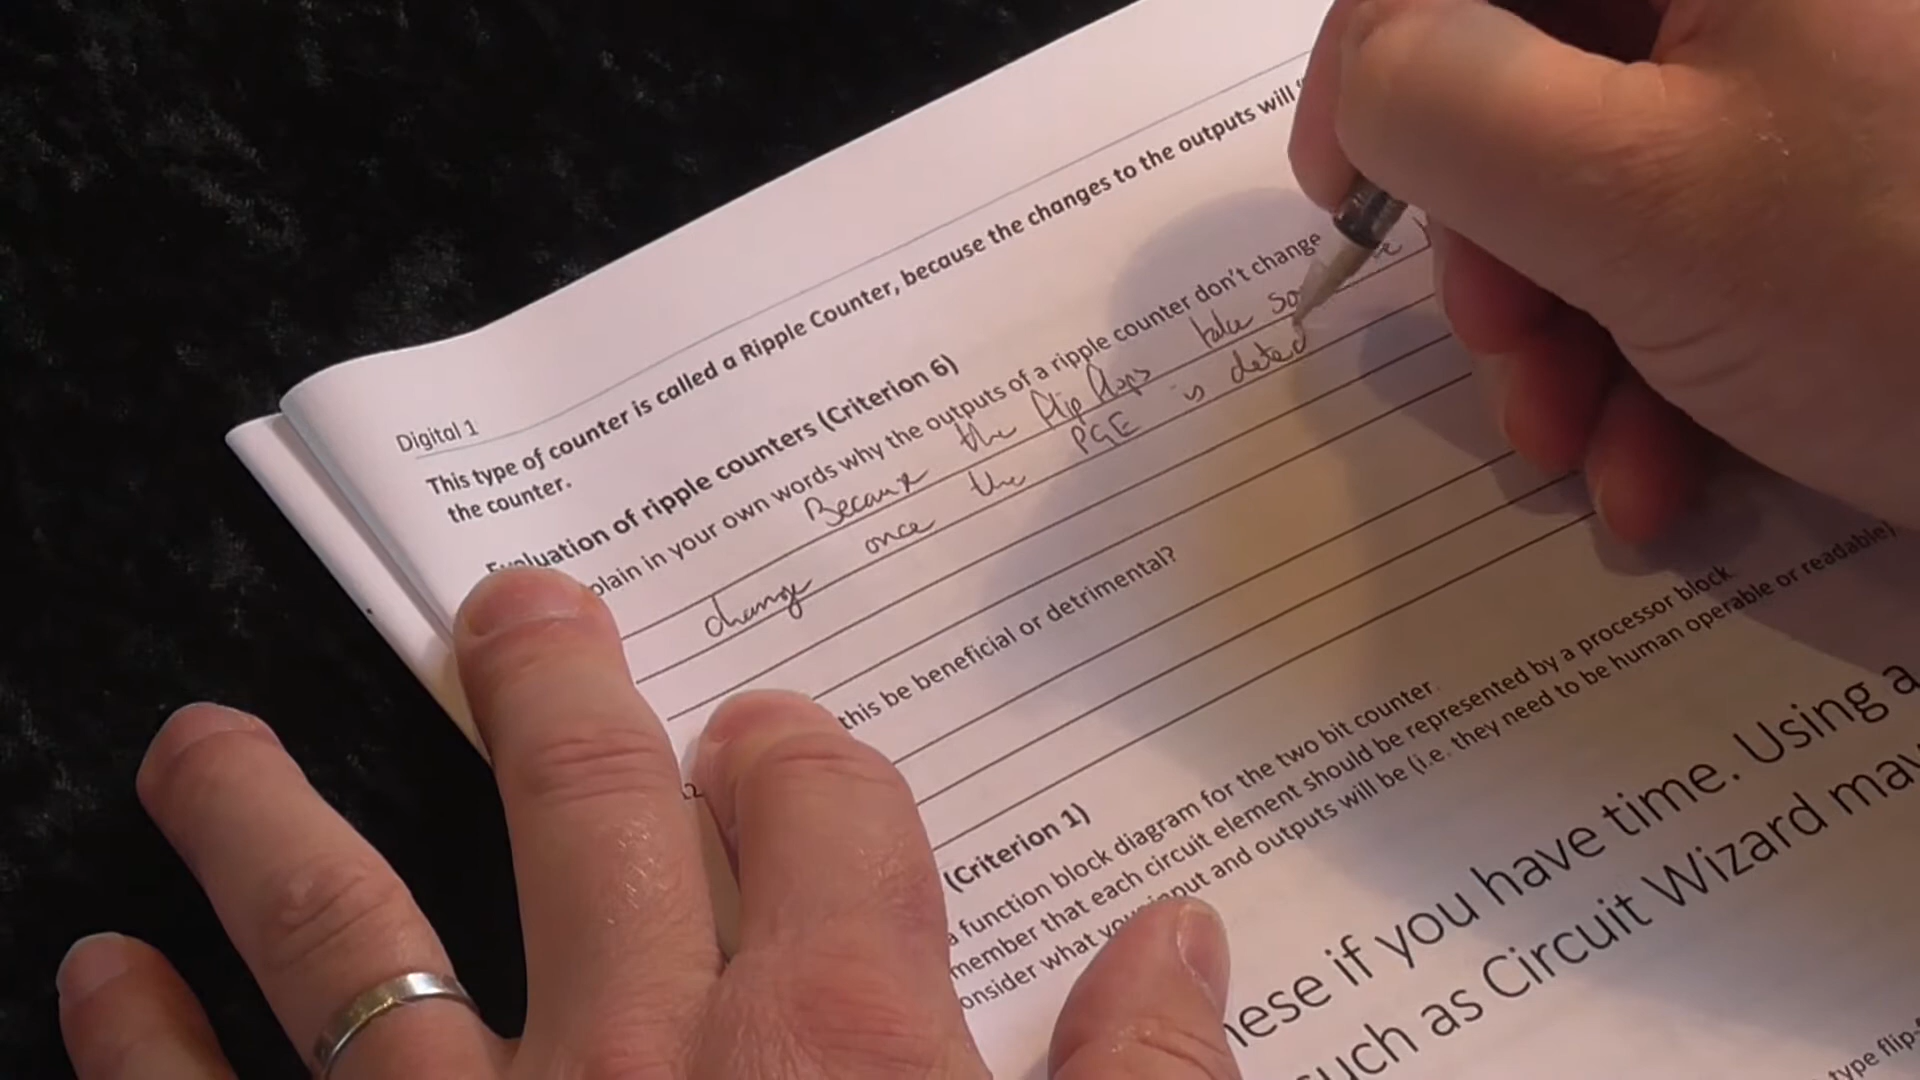 Digital 1
This type of counter is called a Ripple Counter, because the changes to the outputs will "
the counter.
Evaluation of ripple counters (Criterion 6)
plain in your own words why the outputs of a ripple counter don't change
Because the flip flops take so
change once the PGE is detec
this be beneficial or detrimental?
(Criterion 1)
a function block diagram for the two bit counter.
member that each circuit element should be represented by a processor block.
onsider what your input and outputs will be (i.e. they need to be human operable or readable)
hese if you have time. Using a
such as Circuit Wizard may
type flip-f